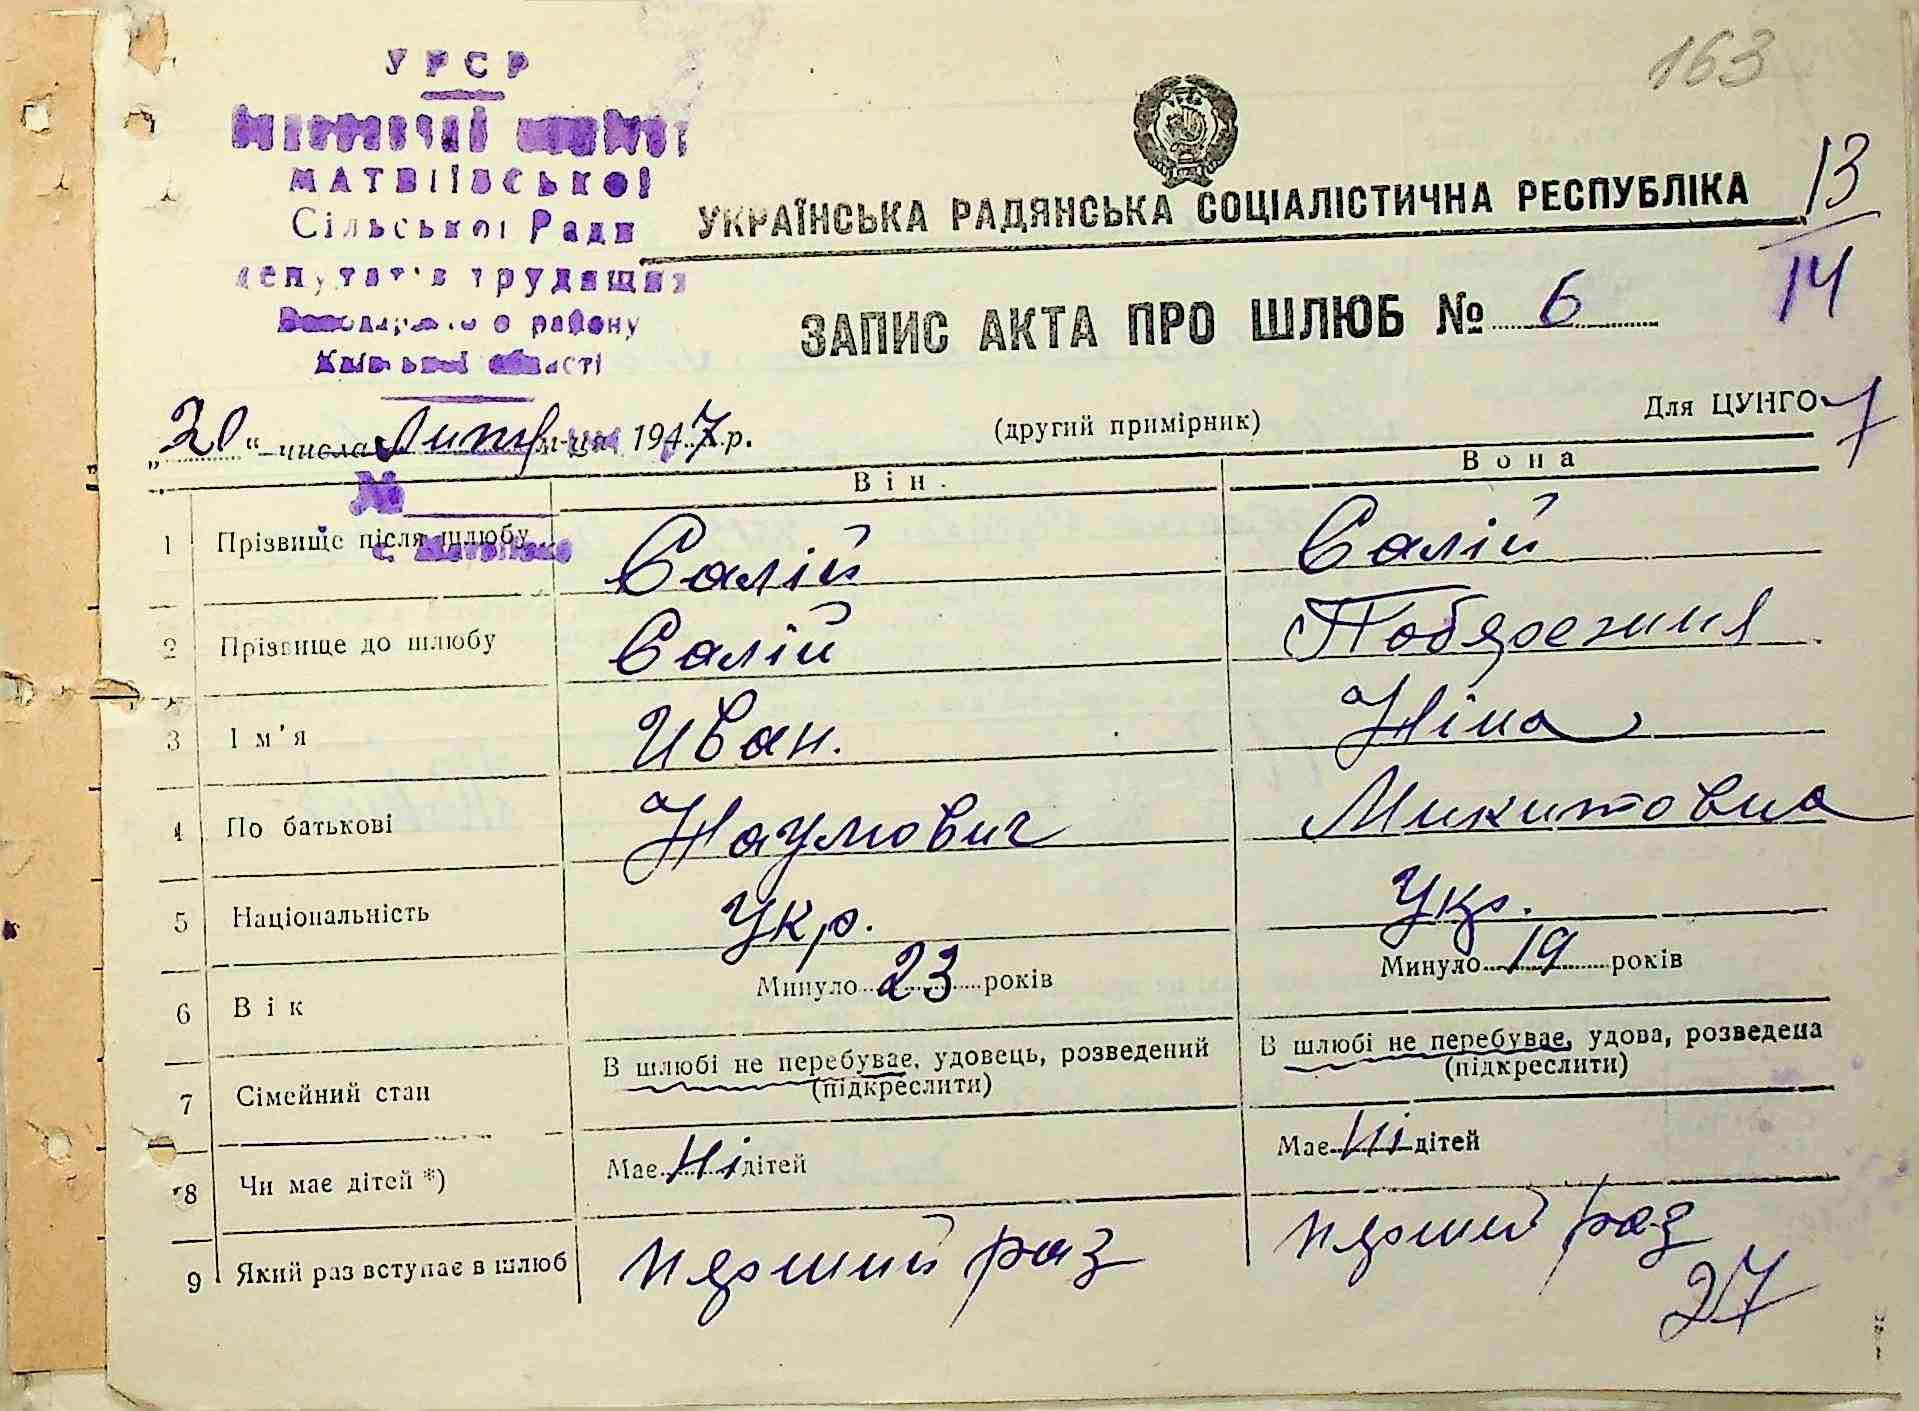 163
УРСР
МАТВІЇВСЬКОЇ
Сільської Ради
депутатів трудящих
району
Київської області
УКРАЇНСЬКА РАДЯНСЬКА СОЦІАЛІСТИЧНА РЕСПУБЛІКА
13
14
ЗАПИС АКТА ПРО ШЛЮБ № 6
„20“ числа м-ця 1947 р.
(другий примірник)
Для ЦУНГО
7
№
Він.
Вона
1 Прізвище після шлюбу Салій Салій
2 Прізвище до шлюбу Салій
3 Ім'я Иван. Ніна
4 По батькові Наумович Микитовна
5 Національність Укр. Укр.
6 Вік Минуло 23 років Минуло 19 років
7 Сімейний стан В шлюбі не перебуває, удовець, розведений (підкреслити) В шлюбі не перебуває, удова, розведена (підкреслити)
8 Чи має дітей *) Має Ні дітей Має Ні дітей
9 Який раз вступає в шлюб перший раз перший раз
27